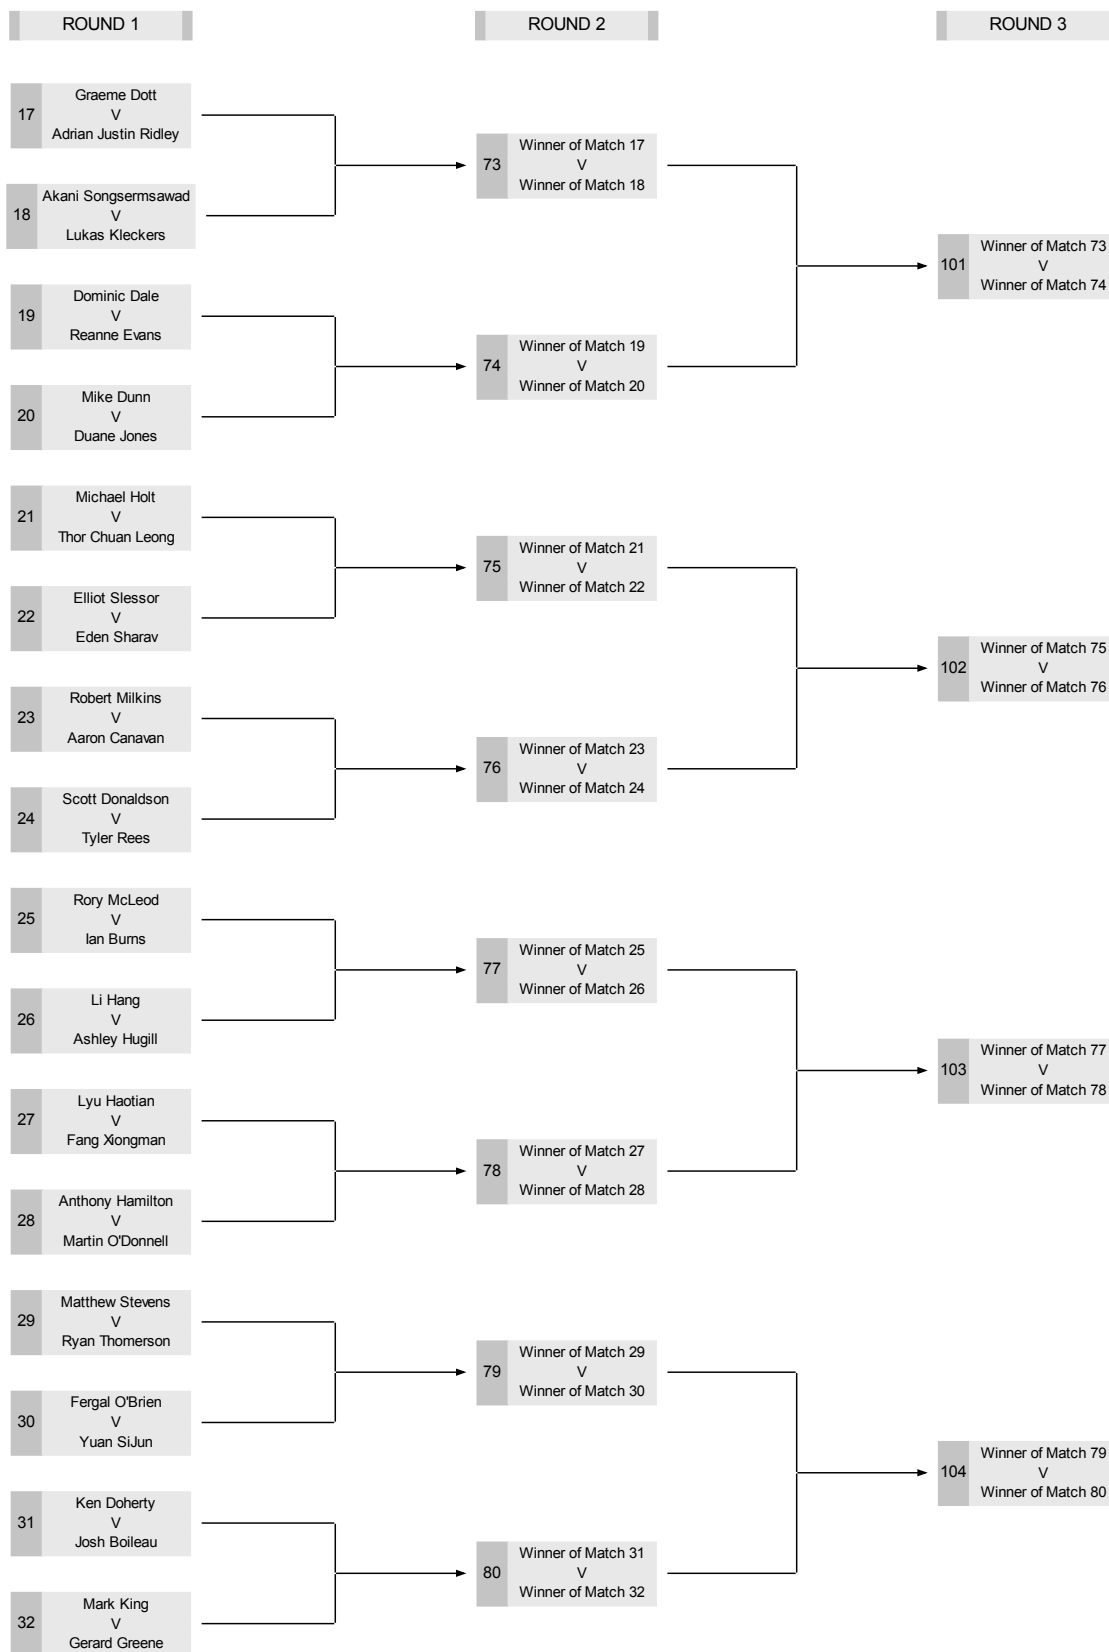 ROUND 1
ROUND 2
ROUND 3
17
Graeme Dott
V
Adrian Justin Ridley
18
Akani Songsermsawad
V
Lukas Kleckers
19
Dominic Dale
V
Reanne Evans
20
Mike Dunn
V
Duane Jones
21
Michael Holt
V
Thor Chuan Leong
22
Elliot Slessor
V
Eden Sharav
23
Robert Milkins
V
Aaron Canavan
24
Scott Donaldson
V
Tyler Rees
25
Rory McLeod
V
Ian Burns
26
Li Hang
V
Ashley Hugill
27
Lyu Haotian
V
Fang Xiongman
28
Anthony Hamilton
V
Martin O'Donnell
29
Matthew Stevens
V
Ryan Thomerson
30
Fergal O'Brien
V
Yuan SiJun
31
Ken Doherty
V
Josh Boileau
32
Mark King
V
Gerard Greene
73
Winner of Match 17
V
Winner of Match 18
74
Winner of Match 19
V
Winner of Match 20
75
Winner of Match 21
V
Winner of Match 22
76
Winner of Match 23
V
Winner of Match 24
77
Winner of Match 25
V
Winner of Match 26
78
Winner of Match 27
V
Winner of Match 28
79
Winner of Match 29
V
Winner of Match 30
80
Winner of Match 31
V
Winner of Match 32
101
Winner of Match 73
V
Winner of Match 74
102
Winner of Match 75
V
Winner of Match 76
103
Winner of Match 77
V
Winner of Match 78
104
Winner of Match 79
V
Winner of Match 80